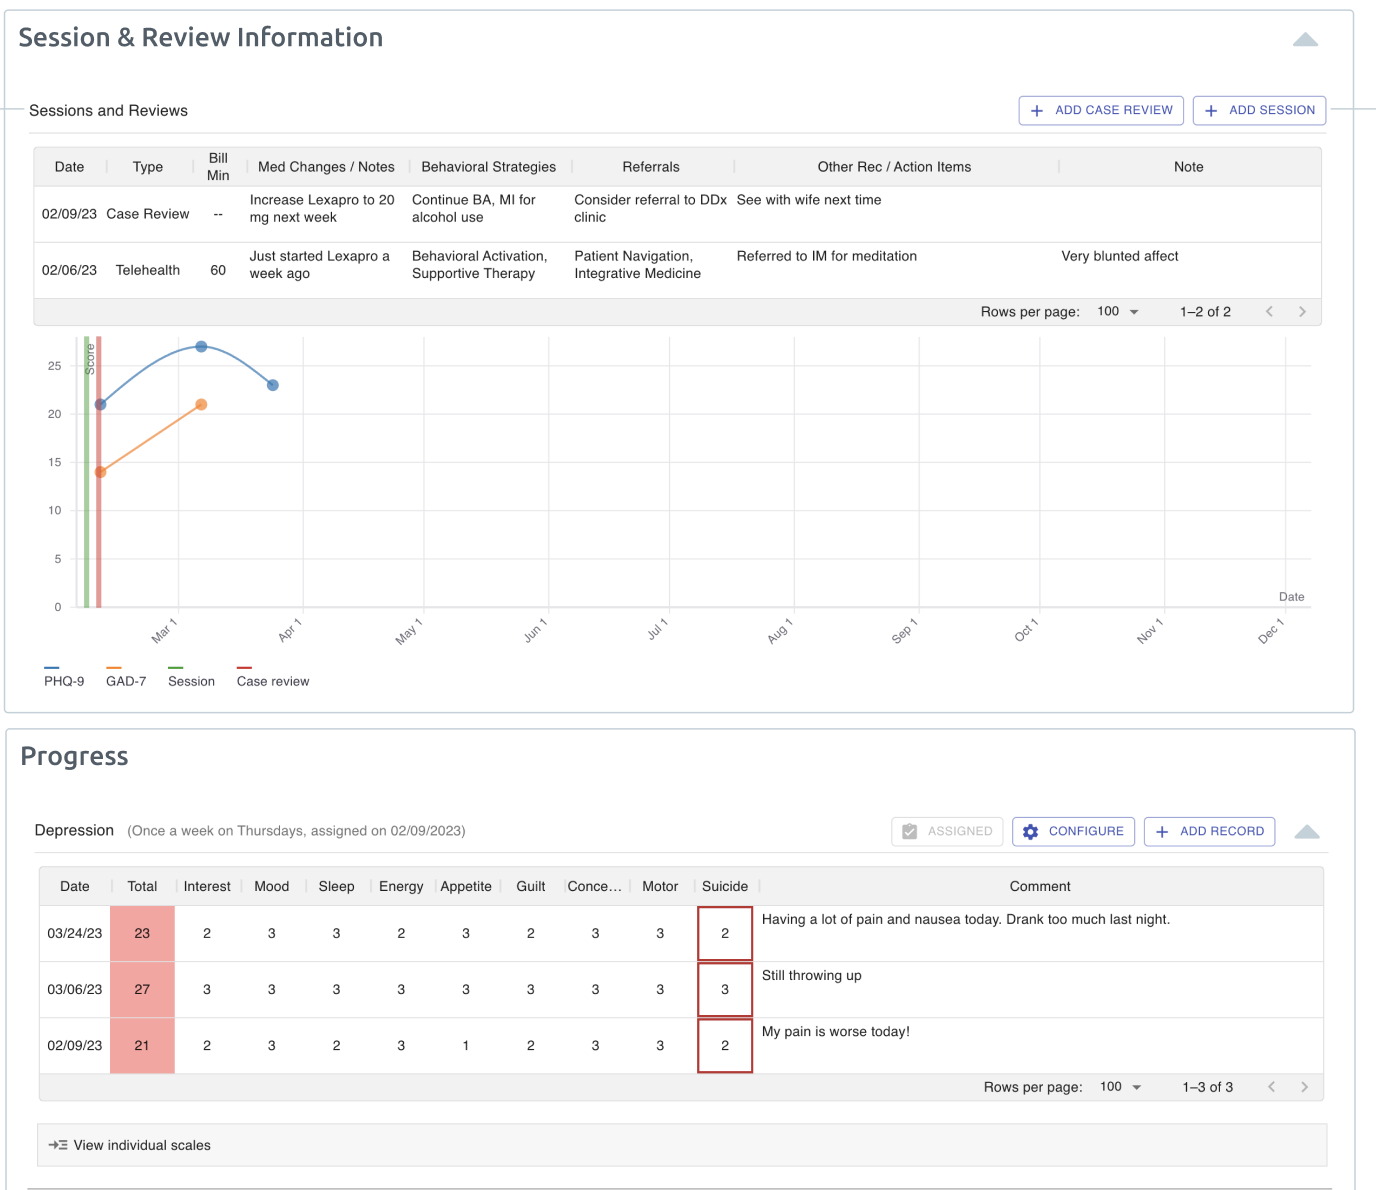 Session & Review Information
Sessions and Reviews
ADD CASE REVIEW
ADD SESSION
Date Type Bill Min Med Changes / Notes Behavioral Strategies Referrals Other Rec / Action Items Note
02/09/23 Case Review -- Increase Lexapro to 20 mg next week Continue BA, MI for alcohol use Consider referral to DDx clinic See with wife next time
02/06/23 Telehealth 60 Just started Lexapro a week ago Behavioral Activation, Supportive Therapy Patient Navigation, Integrative Medicine Referred to IM for meditation Very blunted affect
Rows per page: 100 1–2 of 2
Score
25
20
15
10
5
0
Date
Mar 1 Apr 1 May 1 Jun 1 Jul 1 Aug 1 Sep 1 Oct 1 Nov 1 Dec 1
PHQ-9 GAD-7 Session Case review
Progress
Depression (Once a week on Thursdays, assigned on 02/09/2023)
ASSIGNED
CONFIGURE
ADD RECORD
Date Total Interest Mood Sleep Energy Appetite Guilt Conce... Motor Suicide Comment
03/24/23 23 2 3 3 2 3 2 3 3 2 Having a lot of pain and nausea today. Drank too much last night.
03/06/23 27 3 3 3 3 3 3 3 3 3 Still throwing up
02/09/23 21 2 3 2 3 1 2 3 3 2 My pain is worse today!
Rows per page: 100 1–3 of 3
View individual scales